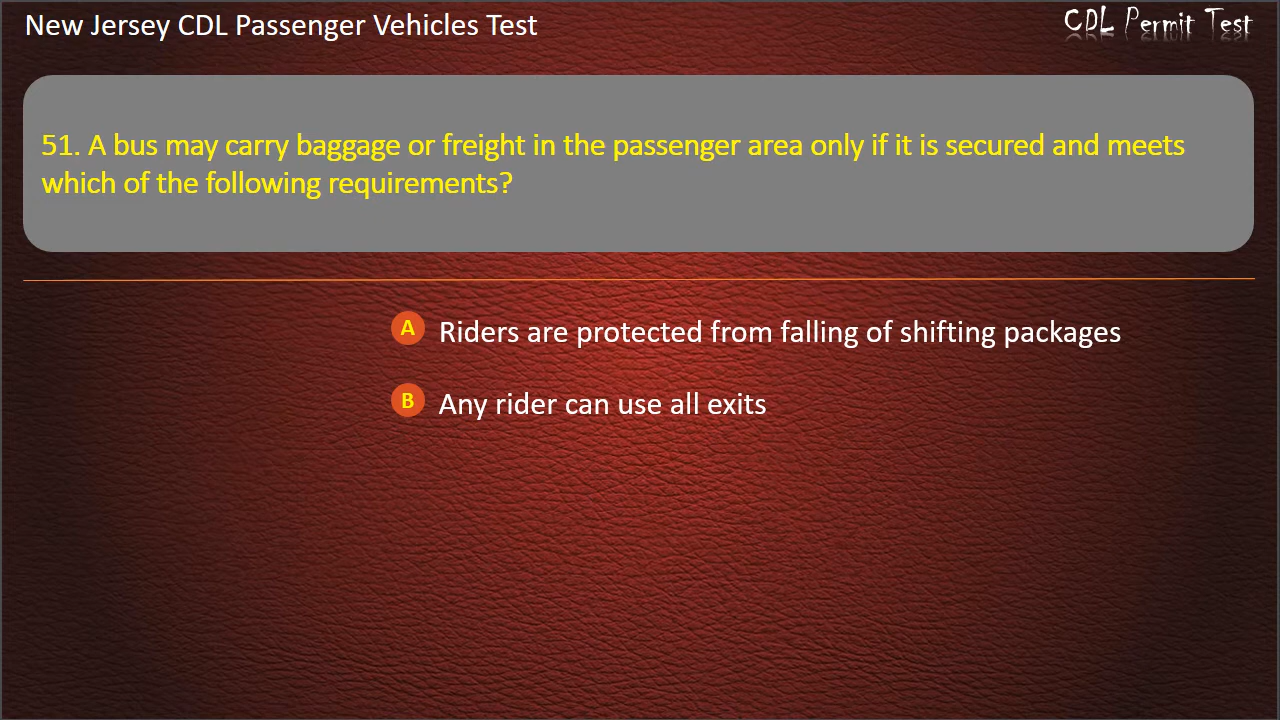 New Jersey CDL Passenger Vehicles Test
CDL Permit Test
51. A bus may carry baggage or freight in the passenger area only if it is secured and meets
which of the following requirements?
A Riders are protected from falling of shifting packages
B Any rider can use all exits